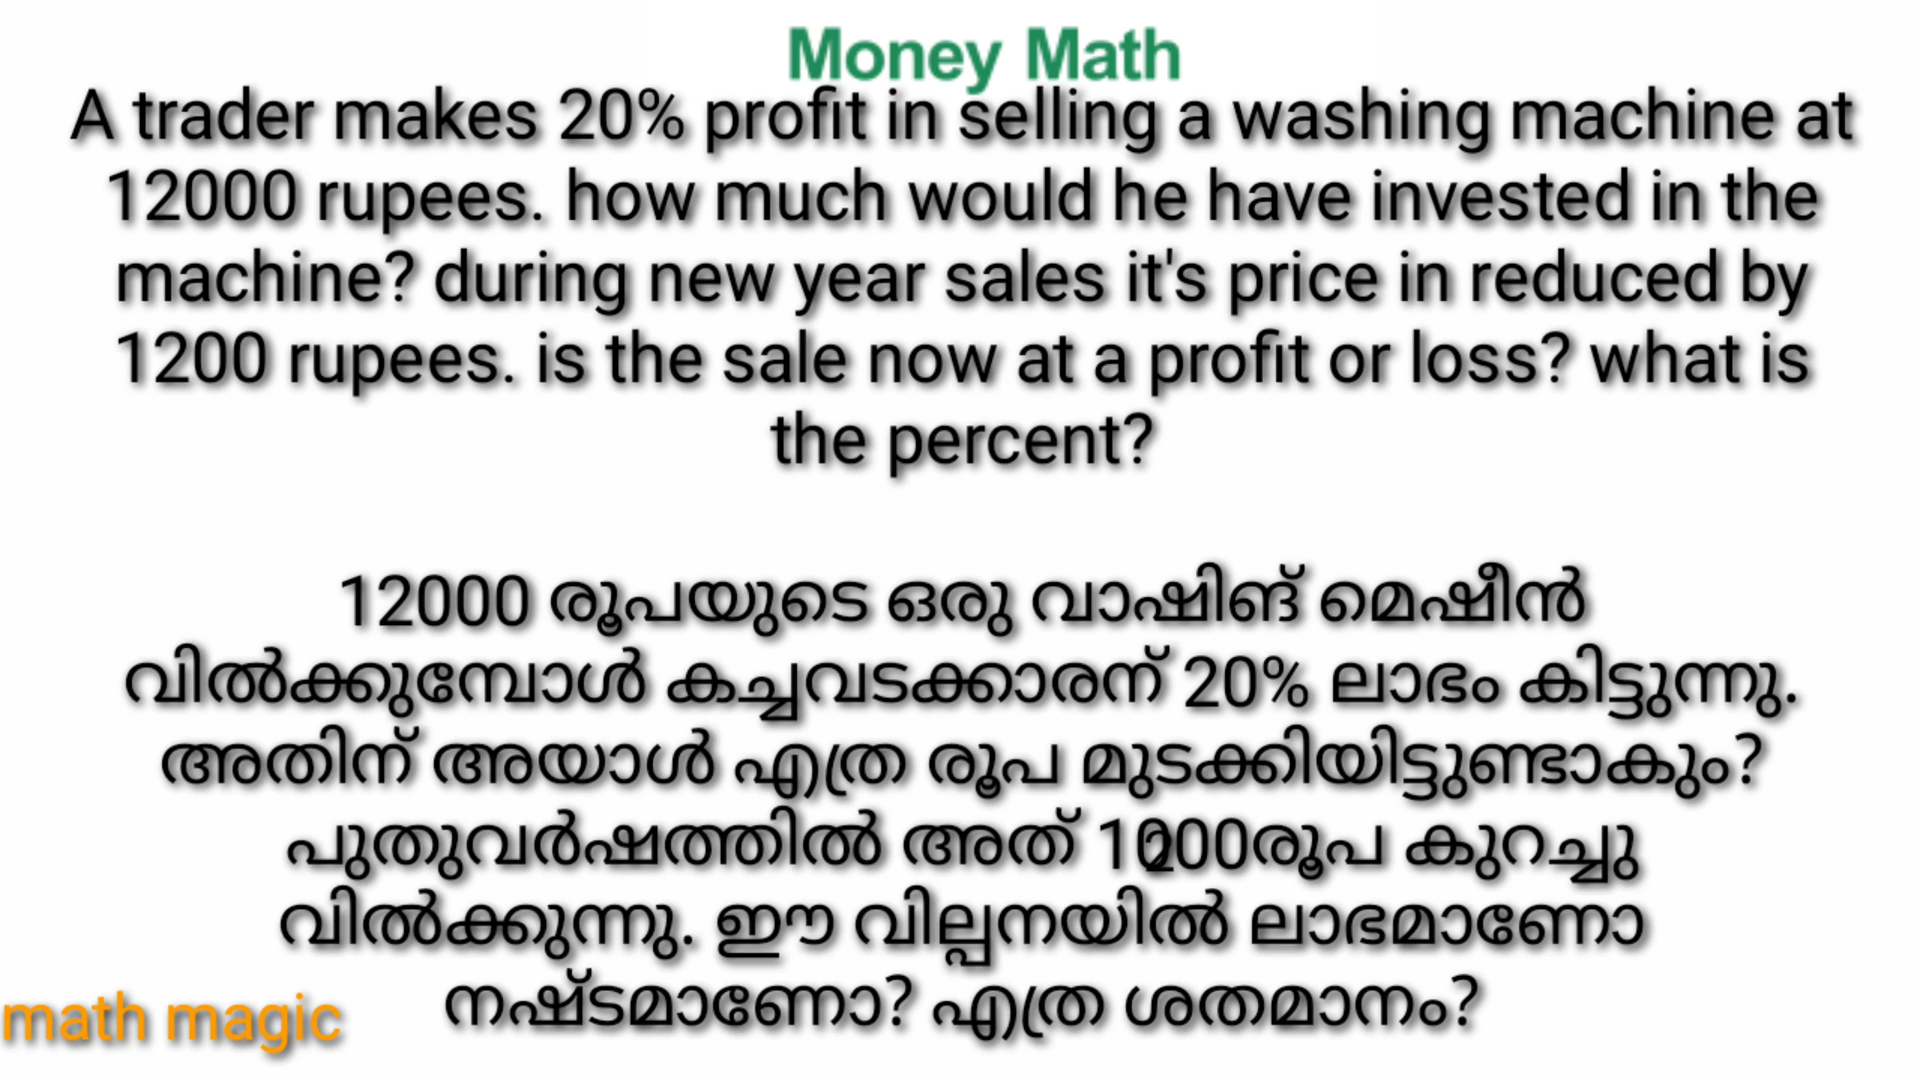 Money Math
A trader makes 20% profit in selling a washing machine at
12000 rupees. how much would he have invested in the
machine? during new year sales it's price in reduced by
1200 rupees. is the sale now at a profit or loss? what is
the percent?
12000 രൂപയുടെ ഒരു വാഷിങ് മെഷീൻ
വിൽക്കുമ്പോൾ കച്ചവടക്കാരന് 20% ലാഭം കിട്ടുന്നു.
അതിന് അയാൾ എത്ര രൂപ മുടക്കിയിട്ടുണ്ടാകും?
പുതുവർഷത്തിൽ അത് രൂപ കുറച്ചു
വിൽക്കുന്നു. ഈ വില്പനയിൽ ലാഭമാണോ
നഷ്ടമാണോ? എത്ര ശതമാനം?
math magic